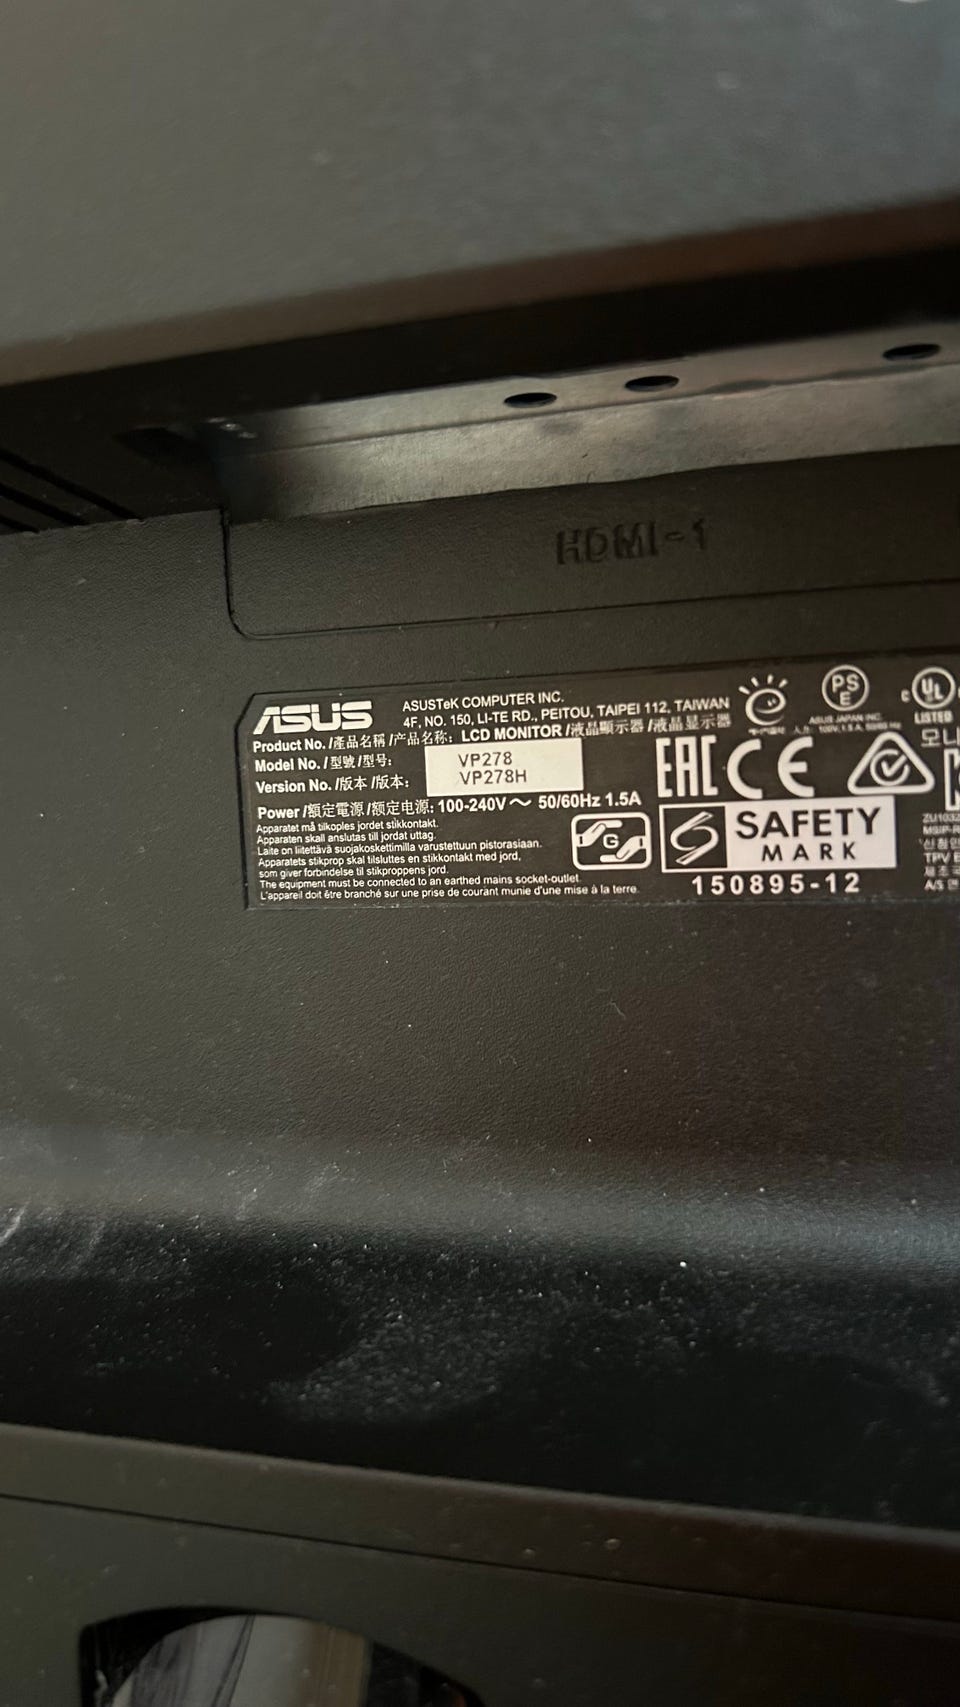 HDMI-1
ASUS
ASUSTeK COMPUTER INC.
4F, NO. 150, LI-TE RD., PEITOU, TAIPEI 112, TAIWAN
Product No. /產品名稱 /产品名称: LCD MONITOR /液晶顯示器 /液晶显示器
Model No. / 型號 /型号: VP278
Version No. /版本 /版本: VP278H
Power /額定電源 /额定电源: 100-240V～ 50/60Hz 1.5A
Apparatet må tilkoples jordet stikkontakt.
Apparaten skall anslutas till jordat uttag.
Laite on liitettävä suojakoskettimilla varustettuun pistorasiaan.
Apparatets stikprop skal tilsluttes en stikkontakt med jord,
som giver forbindelse til stikproppens jord.
The equipment must be connected to an earthed mains socket-outlet.
L'appareil doit être branché sur une prise de courant munie d'une mise à la terre.
G
PS
E
c UL
LISTED
ASUS JAPAN INC.
EAC CE
SAFETY
MARK
150895-12